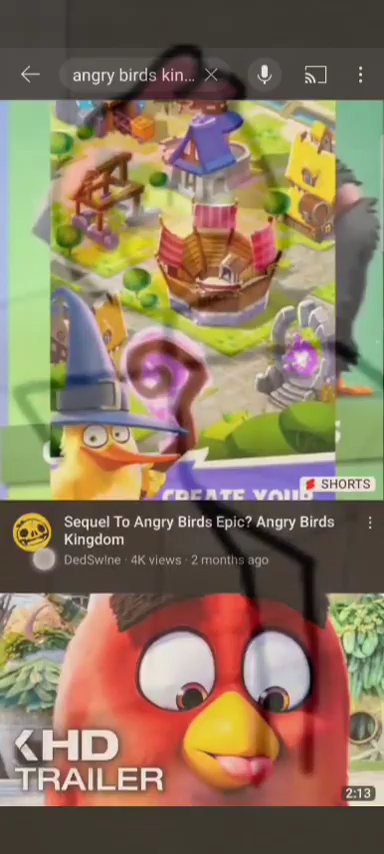 angry birds kin...
CREATE YOUR
SHORTS
Sequel To Angry Birds Epic? Angry Birds
Kingdom
DedSw!ne · 4K views · 2 months ago
KHD
TRAILER
2:13